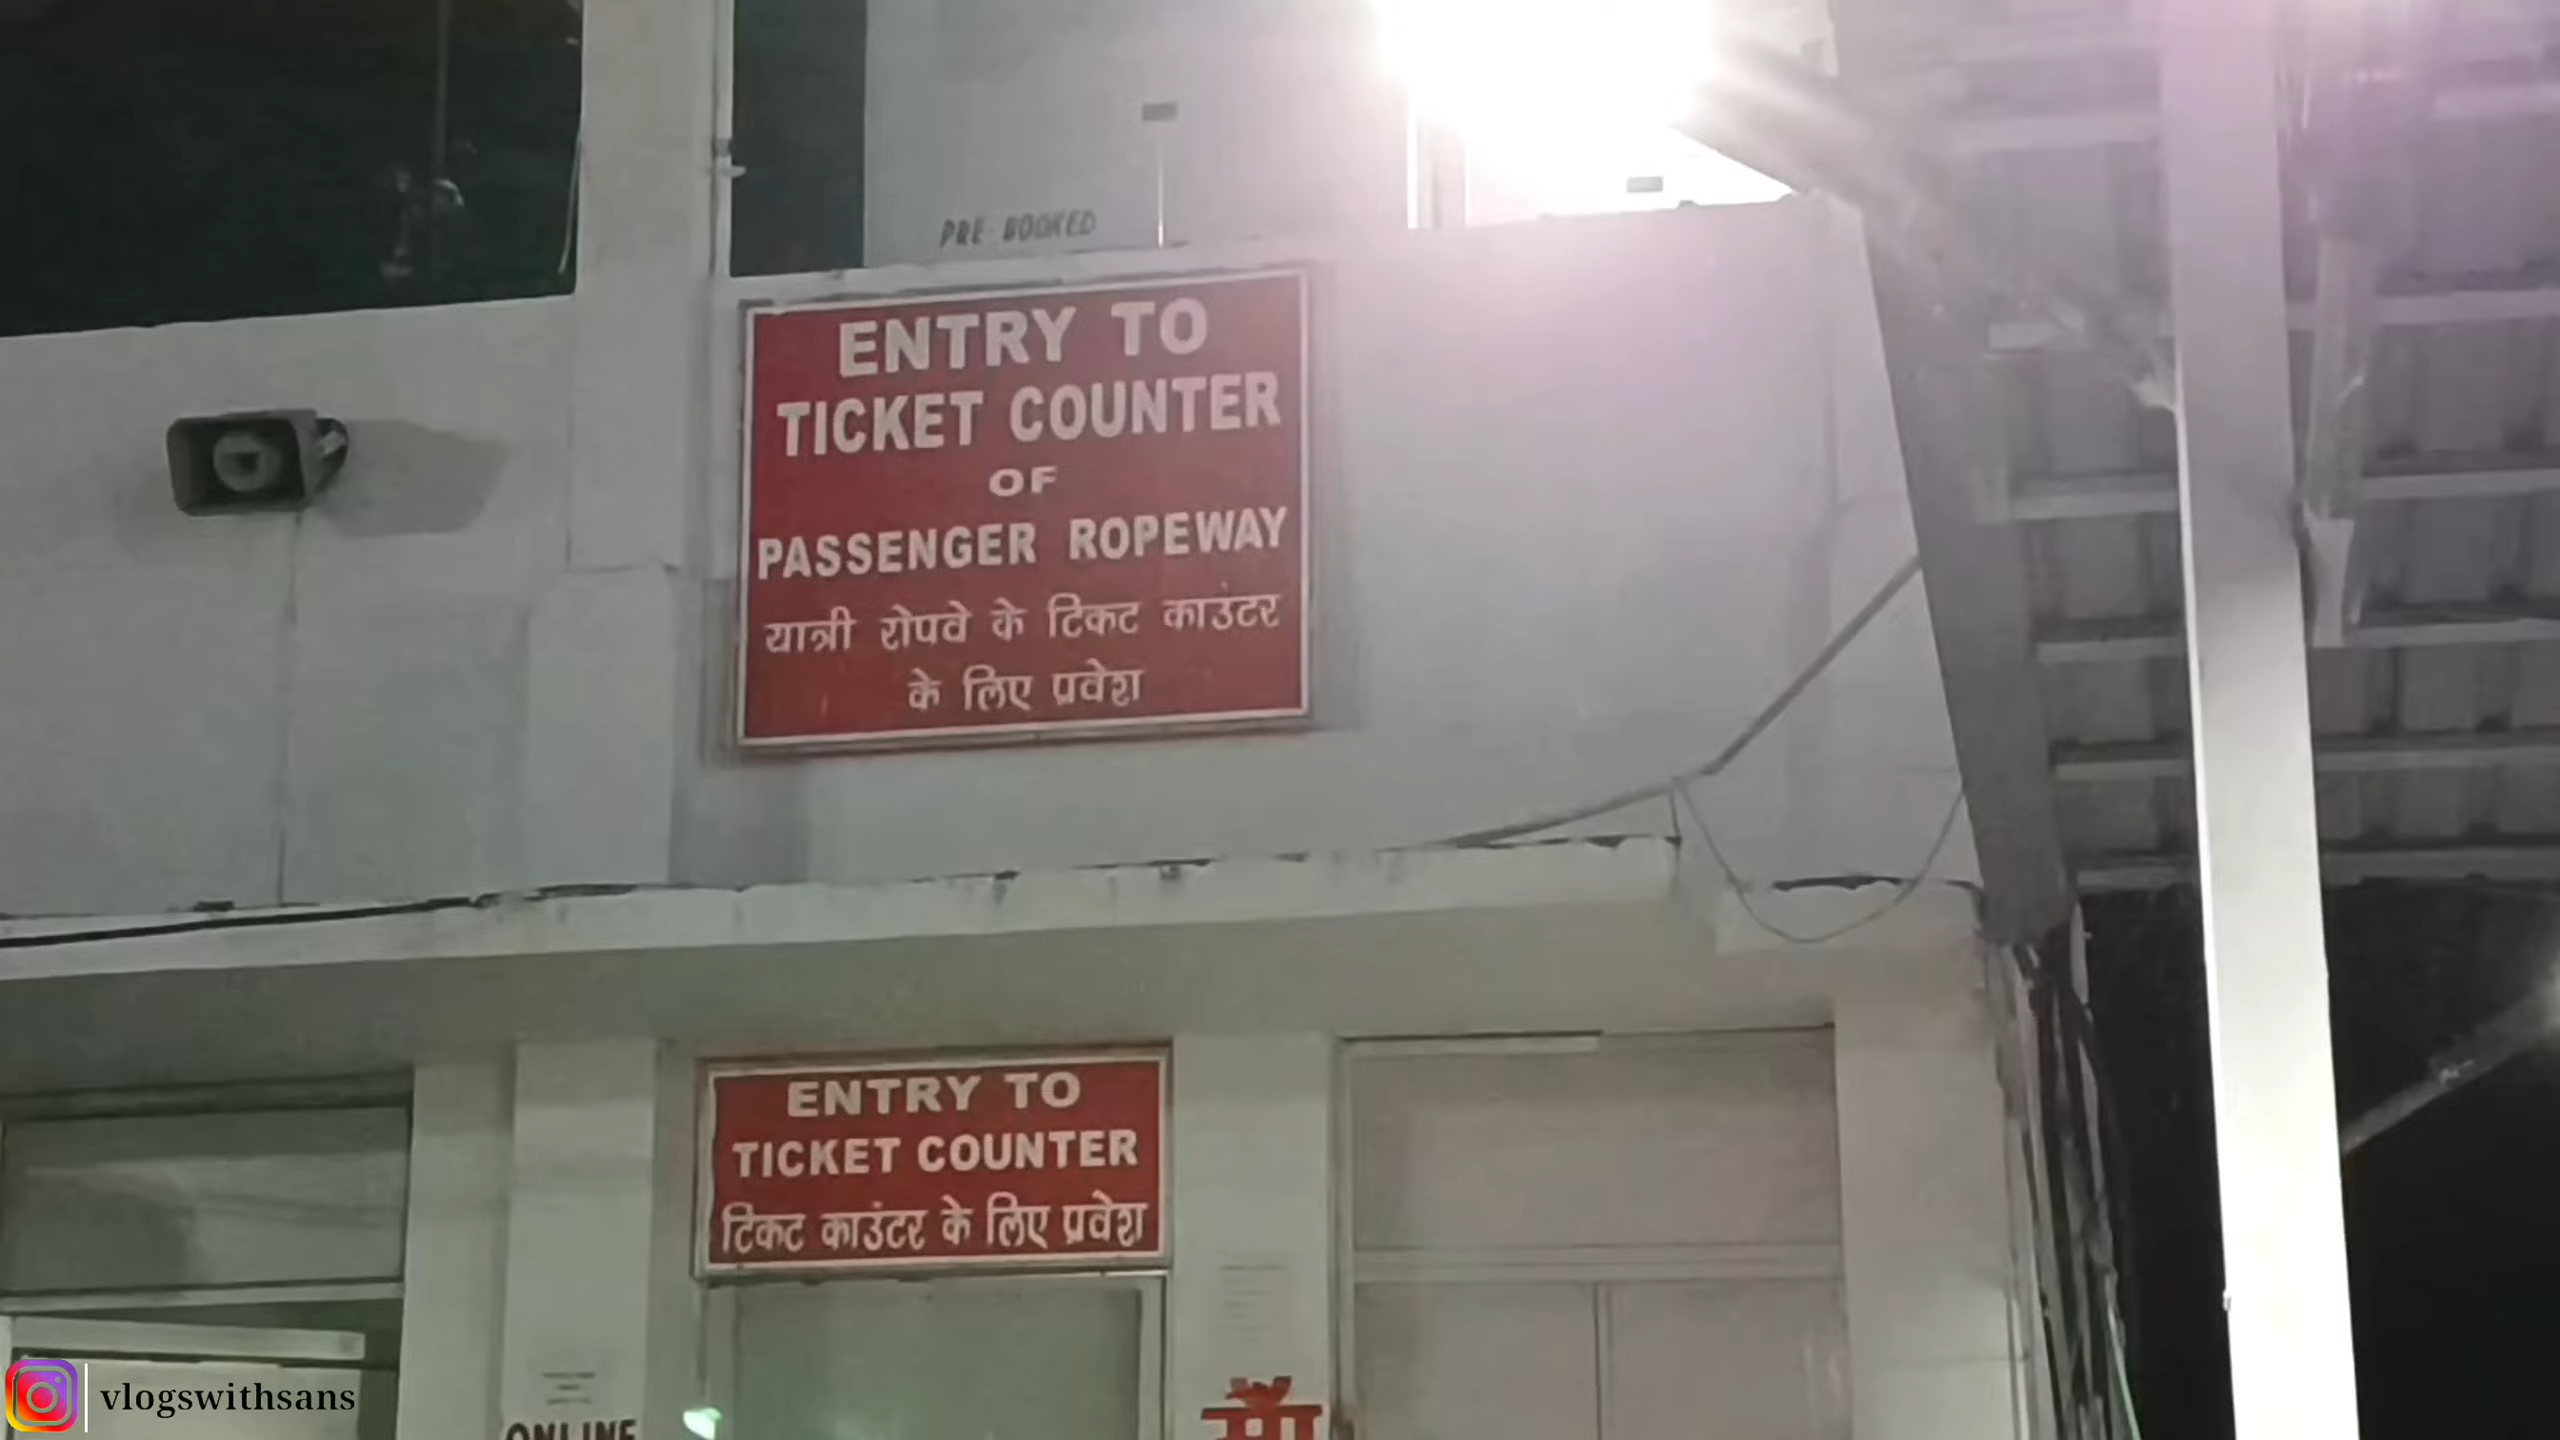 PRE BOOKED
ENTRY TO
TICKET COUNTER
OF
PASSENGER ROPEWAY
यात्री रोपवे के टिकट काउंटर
के लिए प्रवेश
ENTRY TO
TICKET COUNTER
टिकट काउंटर के लिए प्रवेश
ONLINE
माँ
vlogswithsans